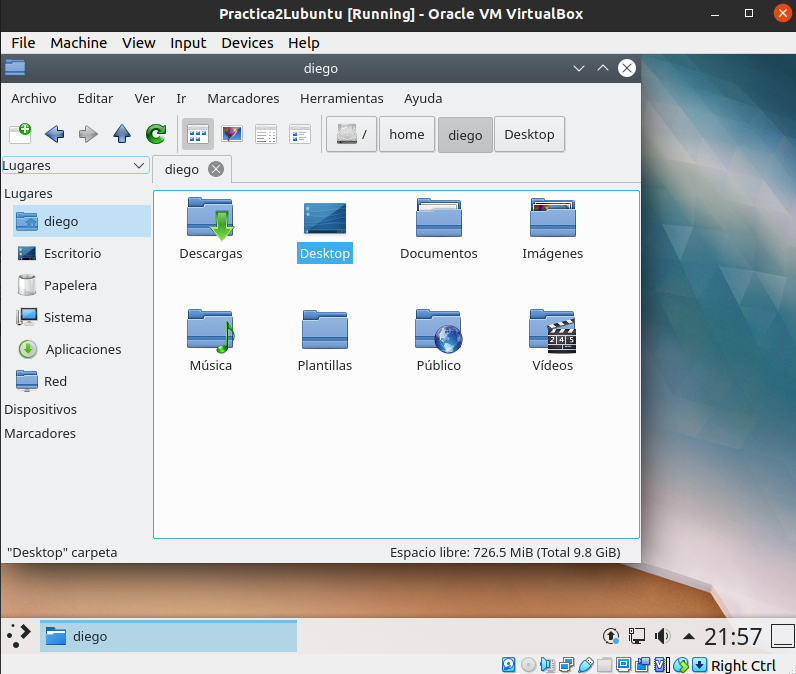 Practica2Lubuntu [Running] - Oracle VM VirtualBox
File Machine View Input Devices Help
diego
Archivo Editar Ver Ir Marcadores Herramientas Ayuda
/ home diego Desktop
Lugares
diego
Lugares
diego
Escritorio
Papelera
Sistema
Aplicaciones
Red
Dispositivos
Marcadores
Descargas Desktop Documentos Imágenes
Música Plantillas Público Vídeos
"Desktop" carpeta
Espacio libre: 726.5 MiB (Total 9.8 GiB)
diego
21:57
Right Ctrl